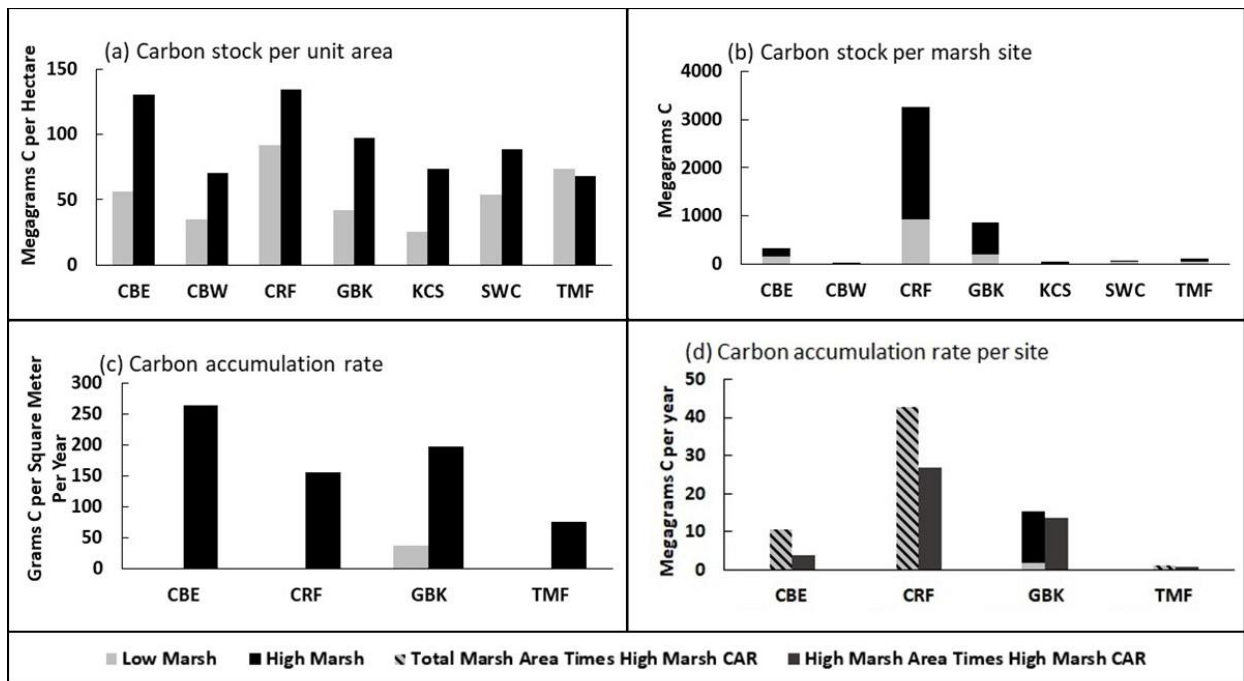 (a) Carbon stock per unit area
Megagrams C per Hectare
150
100
50
0
CBE CBW CRF GBK KCS SWC TMF
(b) Carbon stock per marsh site
Megagrams C
4000
3000
2000
1000
0
CBE CBW CRF GBK KCS SWC TMF
(c) Carbon accumulation rate
Grams C per Square Meter
Per Year
300
250
200
150
100
50
0
CBE CRF GBK TMF
(d) Carbon accumulation rate per site
Megagrams C per year
50
40
30
20
10
0
CBE CRF GBK TMF
Low Marsh High Marsh Total Marsh Area Times High Marsh CAR High Marsh Area Times High Marsh CAR